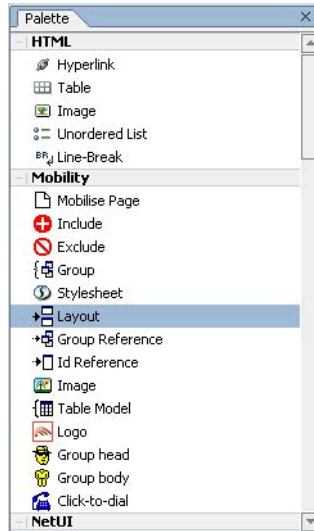 Palette
HTML
Hyperlink
Table
Image
Unordered List
BR Line-Break
Mobility
Mobilise Page
Include
Exclude
Group
Stylesheet
Layout
Group Reference
Id Reference
Image
Table Model
Logo
Group head
Group body
Click-to-dial
NetUI